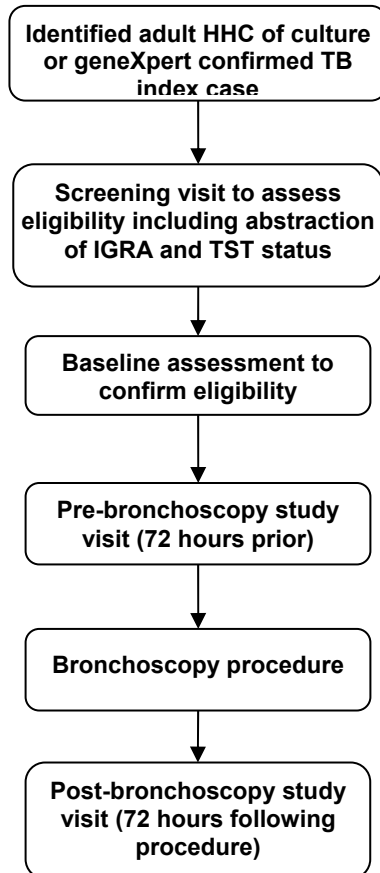 Identified adult HHC of culture
or geneXpert confirmed TB
index case
Screening visit to assess
eligibility including abstraction
of IGRA and TST status
Baseline assessment to
confirm eligibility
Pre-bronchoscopy study
visit (72 hours prior)
Bronchoscopy procedure
Post-bronchoscopy study
visit (72 hours following
procedure)